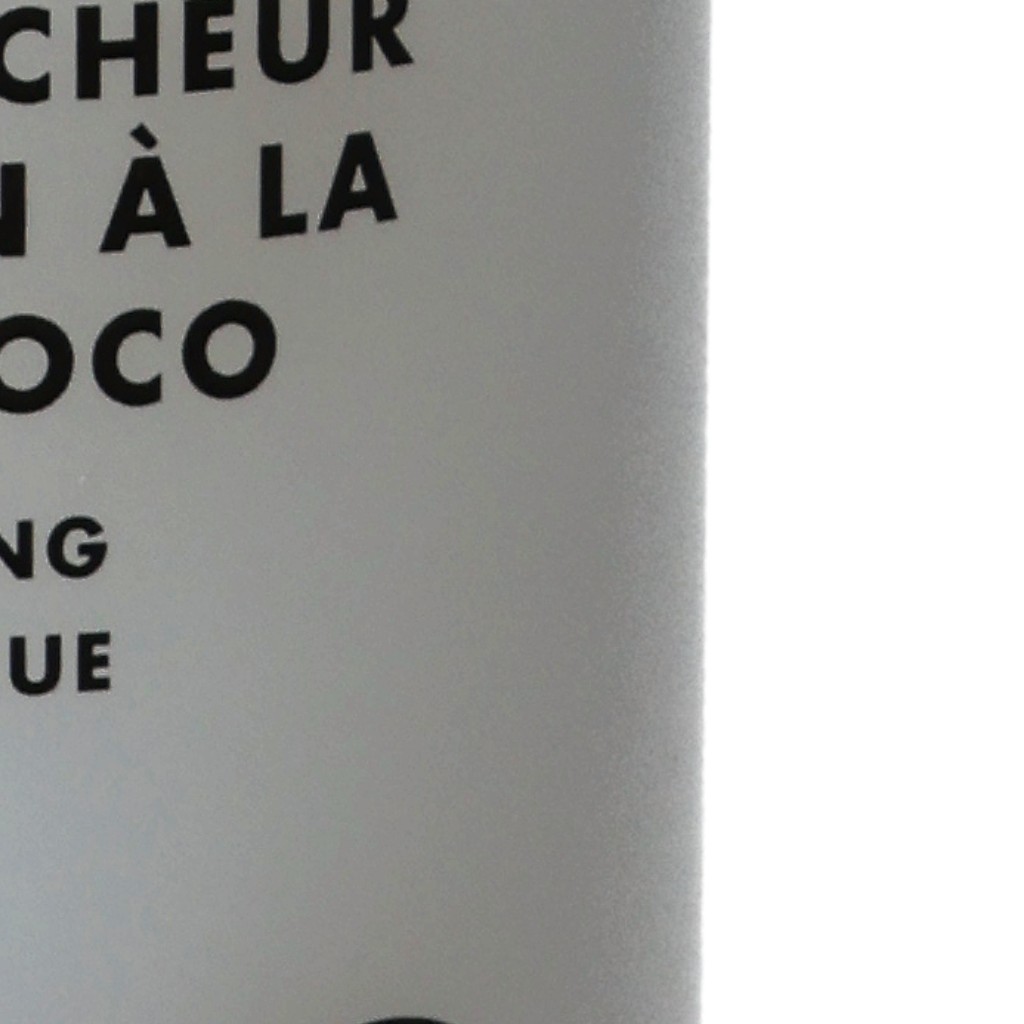 CHEUR
N À LA
OCO
NG
UE